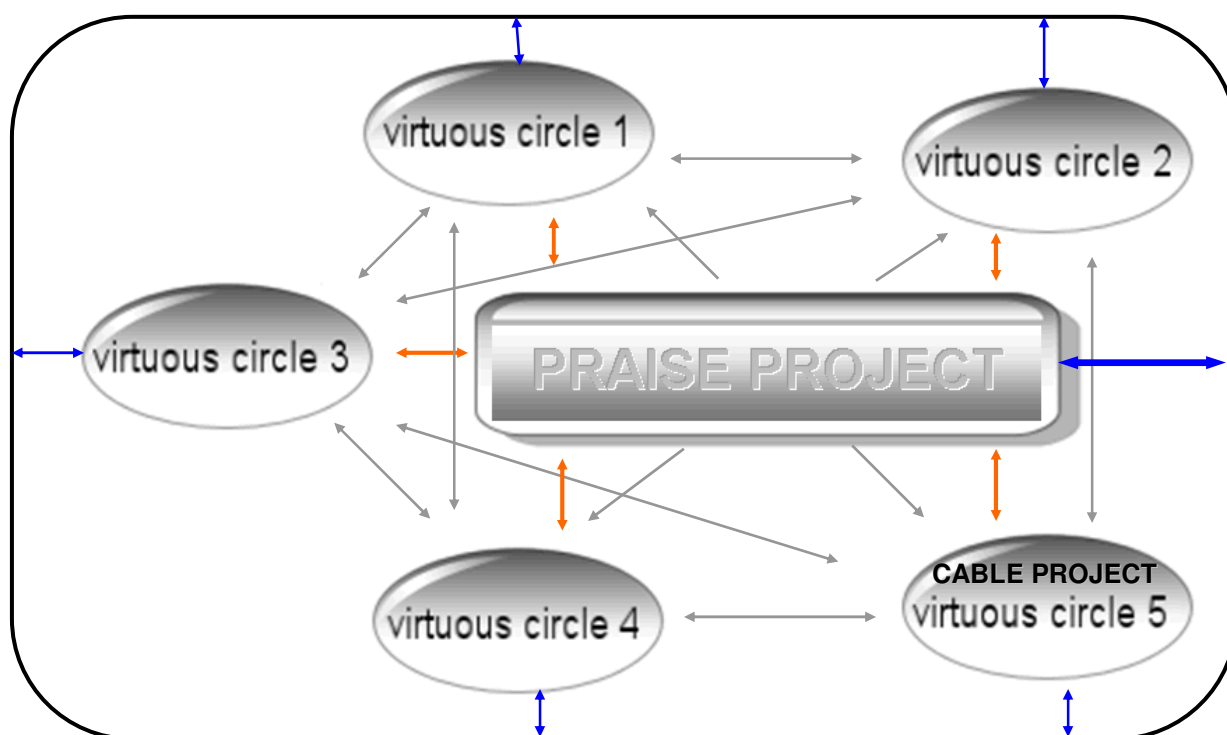 virtuous circle 1
virtuous circle 2
virtuous circle 3
PRAISE PROJECT
virtuous circle 4
CABLE PROJECT
virtuous circle 5